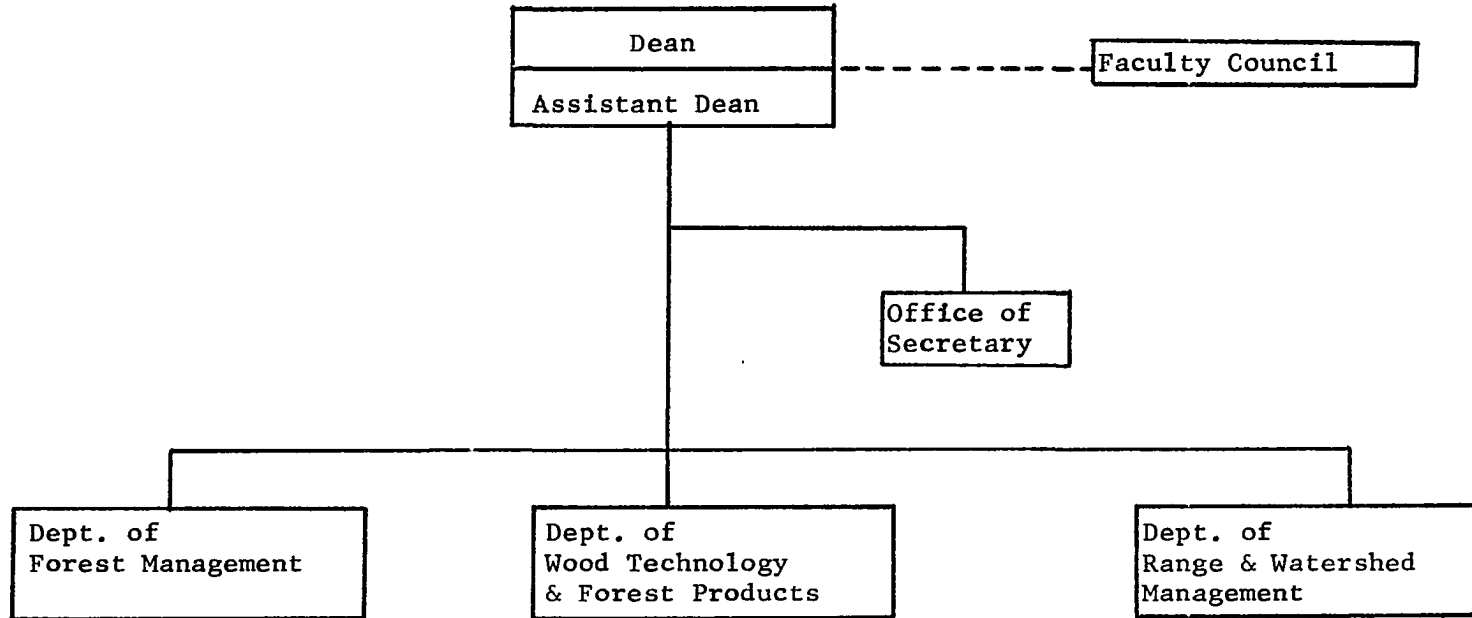 Dean
Assistant Dean
Faculty Council
Office of
Secretary
Dept. of
Forest Management
Dept. of
Wood Technology
& Forest Products
Dept. of
Range & Watershed
Management